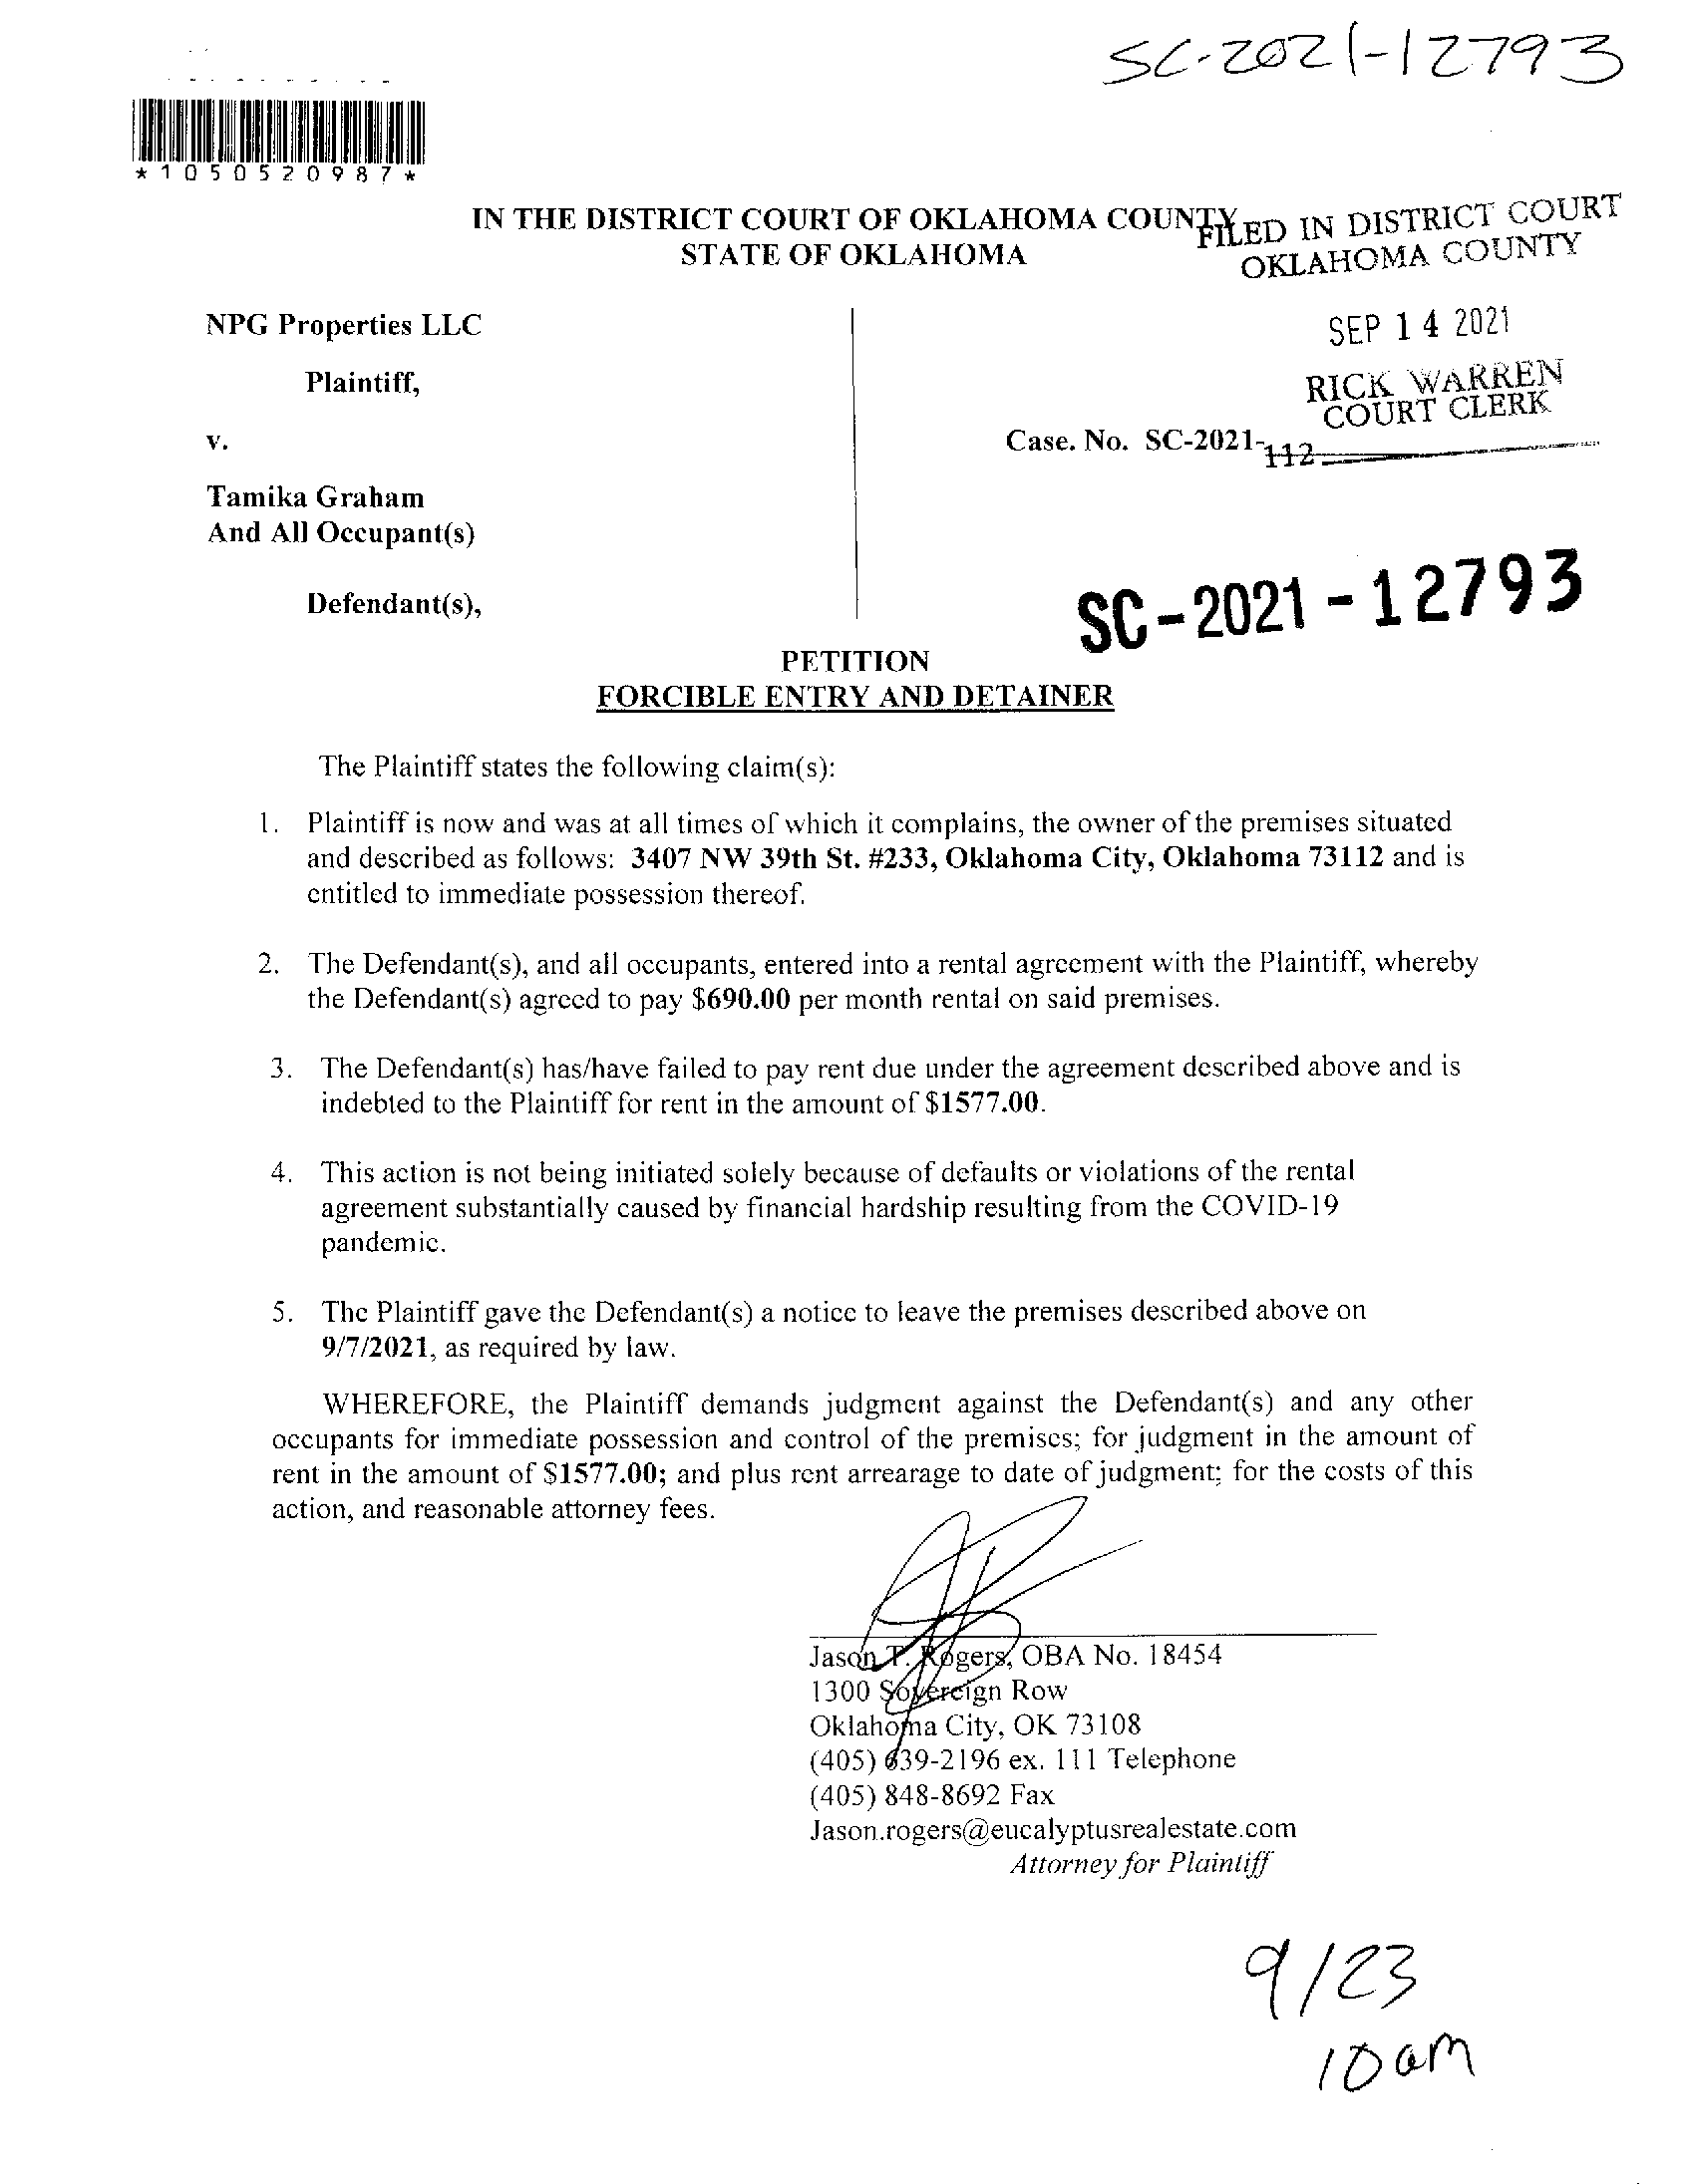 SC-2021-12793
*1050520987*
IN THE DISTRICT COURT OF OKLAHOMA COUNTY
STATE OF OKLAHOMA
FILED IN DISTRICT COURT
OKLAHOMA COUNTY
SEP 14 2021
RICK WARREN
COURT CLERK
112
NPG Properties LLC
Plaintiff,
v.
Case. No. SC-2021-
Tamika Graham
And All Occupant(s)
Defendant(s),
SC-2021-12793
PETITION
FORCIBLE ENTRY AND DETAINER
The Plaintiff states the following claim(s):
1. Plaintiff is now and was at all times of which it complains, the owner of the premises situated
and described as follows: 3407 NW 39th St. #233, Oklahoma City, Oklahoma 73112 and is
entitled to immediate possession thereof.
2. The Defendant(s), and all occupants, entered into a rental agreement with the Plaintiff, whereby
the Defendant(s) agreed to pay $690.00 per month rental on said premises.
3. The Defendant(s) has/have failed to pay rent due under the agreement described above and is
indebted to the Plaintiff for rent in the amount of $1577.00.
4. This action is not being initiated solely because of defaults or violations of the rental
agreement substantially caused by financial hardship resulting from the COVID-19
pandemic.
5. The Plaintiff gave the Defendant(s) a notice to leave the premises described above on
9/7/2021, as required by law.
WHEREFORE, the Plaintiff demands judgment against the Defendant(s) and any other
occupants for immediate possession and control of the premises; for judgment in the amount of
rent in the amount of $1577.00; and plus rent arrearage to date of judgment; for the costs of this
action, and reasonable attorney fees.
Jason T. Rogers, OBA No. 18454
1300 Sovereign Row
Oklahoma City, OK 73108
(405) 639-2196 ex. 111 Telephone
(405) 848-8692 Fax
Jason.rogers@eucalyptusrealestate.com
Attorney for Plaintiff
9/23
10 am